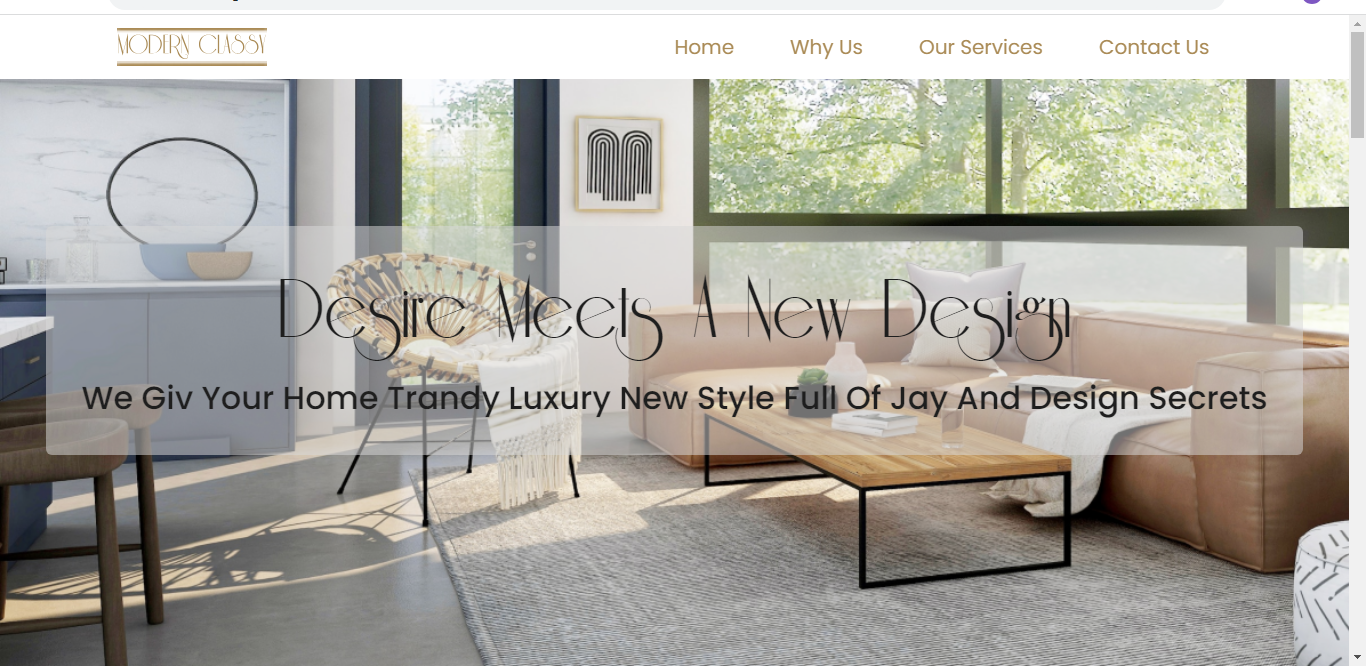 MODERN CLASSY
Home Why Us Our Services Contact Us
Desire Meets A New Design
We Giv Your Home Trandy Luxury New Style Full Of Jay And Design Secrets